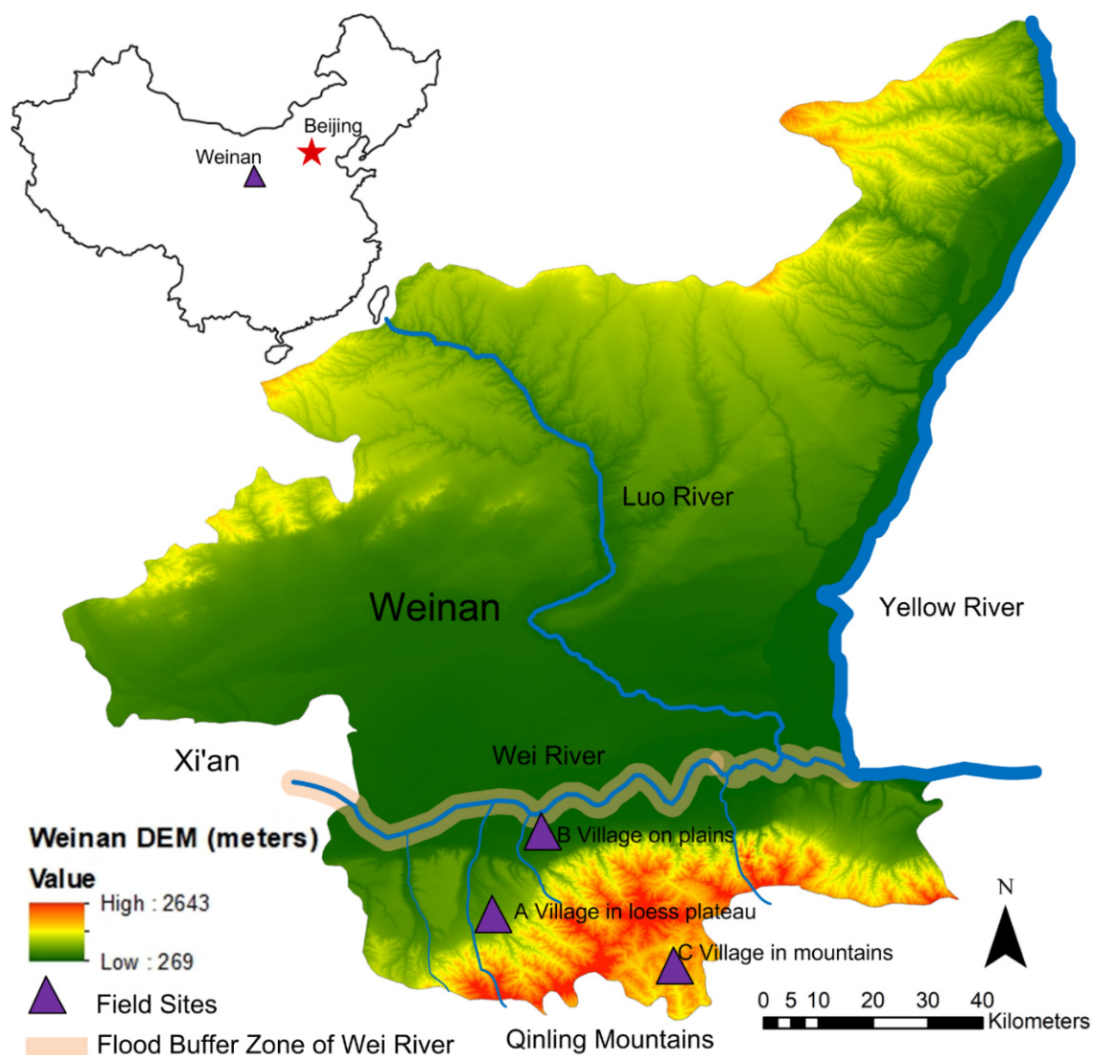 Beijing
Weinan
Luo River
Weinan
Yellow River
Xi'an
Wei River
B Village on plains
A Village in loess plateau
C Village in mountains
Qinling Mountains
Weinan DEM (meters)
Value
High : 2643
Low : 269
Field Sites
Flood Buffer Zone of Wei River
N
0 5 10 20 30 40
Kilometers